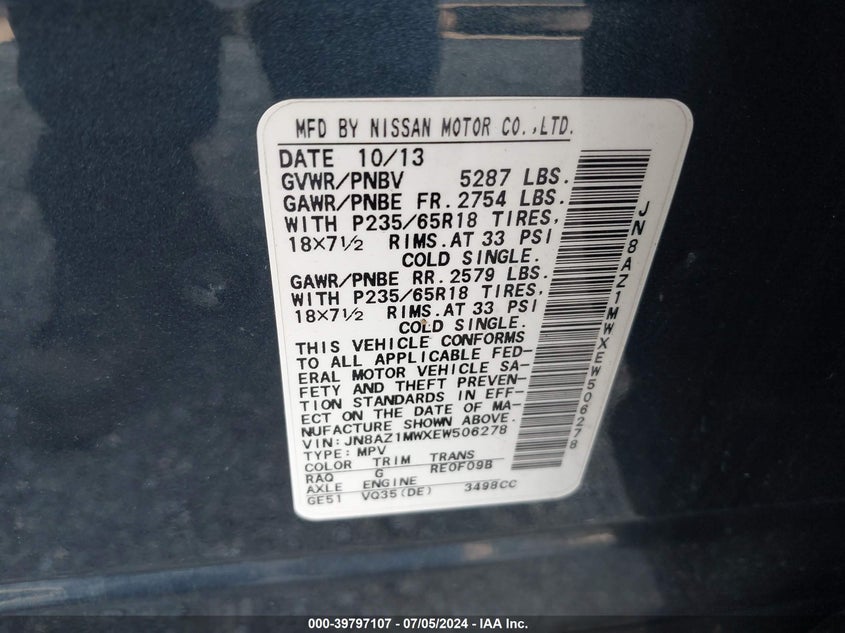 MFD BY NISSAN MOTOR CO.,LTD.
DATE 10/13
GVWR/PNBV 5287 LBS.
GAWR/PNBE FR. 2754 LBS.
WITH P235/65R18 TIRES,
18×7½ RIMS.AT 33 PSI
COLD SINGLE.
GAWR/PNBE RR. 2579 LBS.
WITH P235/65R18 TIRES,
18×7½ RIMS.AT 33 PSI
COLD SINGLE.
THIS VEHICLE CONFORMS
TO ALL APPLICABLE FED-
ERAL MOTOR VEHICLE SA-
FETY AND THEFT PREVEN-
TION STANDARDS IN EFF-
ECT ON THE DATE OF MA-
NUFACTURE SHOWN ABOVE.
VIN:JN8AZ1MWXEW506278
TYPE:MPV
COLOR TRIM TRANS
RAQ G RE0F09B
AXLE ENGINE
GE51 VQ35(DE) 3498CC
JN8AZ1MWXEW506278
000-39797107 - 07/05/2024 - IAA Inc.